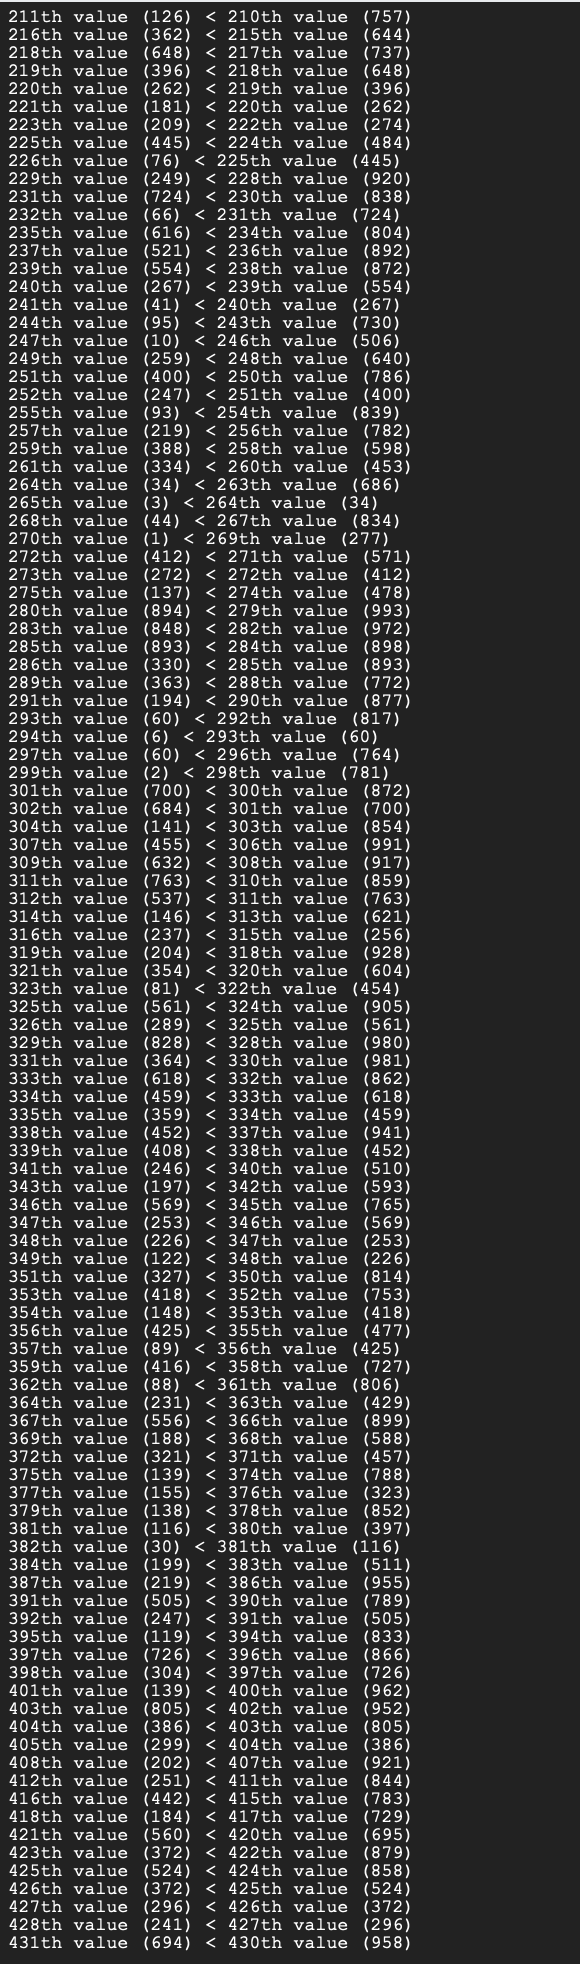 211th value (126) < 210th value (757)
216th value (362) < 215th value (644)
218th value (648) < 217th value (737)
219th value (396) < 218th value (648)
220th value (262) < 219th value (396)
221th value (181) < 220th value (262)
223th value (209) < 222th value (274)
225th value (445) < 224th value (484)
226th value (76) < 225th value (445)
229th value (249) < 228th value (920)
231th value (724) < 230th value (838)
232th value (66) < 231th value (724)
235th value (616) < 234th value (804)
237th value (521) < 236th value (892)
239th value (554) < 238th value (872)
240th value (267) < 239th value (554)
241th value (41) < 240th value (267)
244th value (95) < 243th value (730)
247th value (10) < 246th value (506)
249th value (259) < 248th value (640)
251th value (400) < 250th value (786)
252th value (247) < 251th value (400)
255th value (93) < 254th value (839)
257th value (219) < 256th value (782)
259th value (388) < 258th value (598)
261th value (334) < 260th value (453)
264th value (34) < 263th value (686)
265th value (3) < 264th value (34)
268th value (44) < 267th value (834)
270th value (1) < 269th value (277)
272th value (412) < 271th value (571)
273th value (272) < 272th value (412)
275th value (137) < 274th value (478)
280th value (894) < 279th value (993)
283th value (848) < 282th value (972)
285th value (893) < 284th value (898)
286th value (330) < 285th value (893)
289th value (363) < 288th value (772)
291th value (194) < 290th value (877)
293th value (60) < 292th value (817)
294th value (6) < 293th value (60)
297th value (60) < 296th value (764)
299th value (2) < 298th value (781)
301th value (700) < 300th value (872)
302th value (684) < 301th value (700)
304th value (141) < 303th value (854)
307th value (455) < 306th value (991)
309th value (632) < 308th value (917)
311th value (763) < 310th value (859)
312th value (537) < 311th value (763)
314th value (146) < 313th value (621)
316th value (237) < 315th value (256)
319th value (204) < 318th value (928)
321th value (354) < 320th value (604)
323th value (81) < 322th value (454)
325th value (561) < 324th value (905)
326th value (289) < 325th value (561)
329th value (828) < 328th value (980)
331th value (364) < 330th value (981)
333th value (618) < 332th value (862)
334th value (459) < 333th value (618)
335th value (359) < 334th value (459)
338th value (452) < 337th value (941)
339th value (408) < 338th value (452)
341th value (246) < 340th value (510)
343th value (197) < 342th value (593)
346th value (569) < 345th value (765)
347th value (253) < 346th value (569)
348th value (226) < 347th value (253)
349th value (122) < 348th value (226)
351th value (327) < 350th value (814)
353th value (418) < 352th value (753)
354th value (148) < 353th value (418)
356th value (425) < 355th value (477)
357th value (89) < 356th value (425)
359th value (416) < 358th value (727)
362th value (88) < 361th value (806)
364th value (231) < 363th value (429)
367th value (556) < 366th value (899)
369th value (188) < 368th value (588)
372th value (321) < 371th value (457)
375th value (139) < 374th value (788)
377th value (155) < 376th value (323)
379th value (138) < 378th value (852)
381th value (116) < 380th value (397)
382th value (30) < 381th value (116)
384th value (199) < 383th value (511)
387th value (219) < 386th value (955)
391th value (505) < 390th value (789)
392th value (247) < 391th value (505)
395th value (119) < 394th value (833)
397th value (726) < 396th value (866)
398th value (304) < 397th value (726)
401th value (139) < 400th value (962)
403th value (805) < 402th value (952)
404th value (386) < 403th value (805)
405th value (299) < 404th value (386)
408th value (202) < 407th value (921)
412th value (251) < 411th value (844)
416th value (442) < 415th value (783)
418th value (184) < 417th value (729)
421th value (560) < 420th value (695)
423th value (372) < 422th value (879)
425th value (524) < 424th value (858)
426th value (372) < 425th value (524)
427th value (296) < 426th value (372)
428th value (241) < 427th value (296)
431th value (694) < 430th value (958)